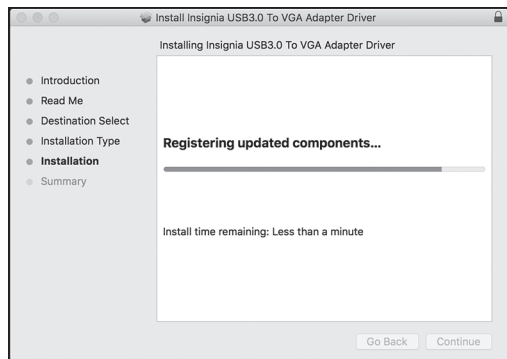 Install Insignia USB3.0 To VGA Adapter Driver
Installing Insignia USB3.0 To VGA Adapter Driver
Introduction
Read Me
Destination Select
Installation Type
Installation
Summary
Registering updated components...
Install time remaining: Less than a minute
Go Back
Continue